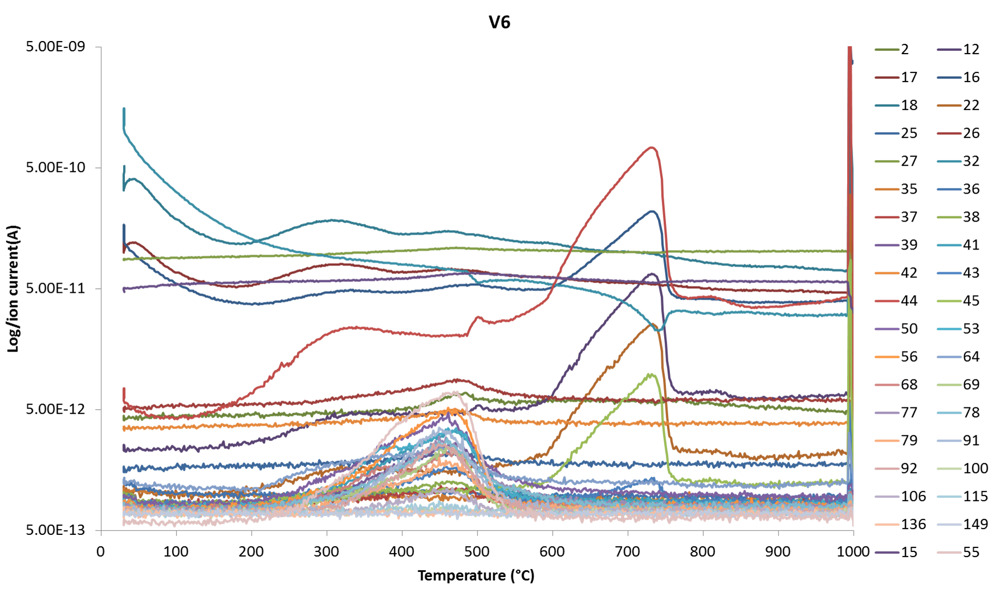 V6
5.00E-09
5.00E-10
5.00E-11
5.00E-12
5.00E-13
Log/ion current(A)
0 100 200 300 400 500 600 700 800 900 1000
Temperature (°C)
2 12
17 16
18 22
25 26
27 32
35 36
37 38
39 41
42 43
44 45
50 53
56 64
68 69
77 78
79 91
92 100
106 115
136 149
15 55